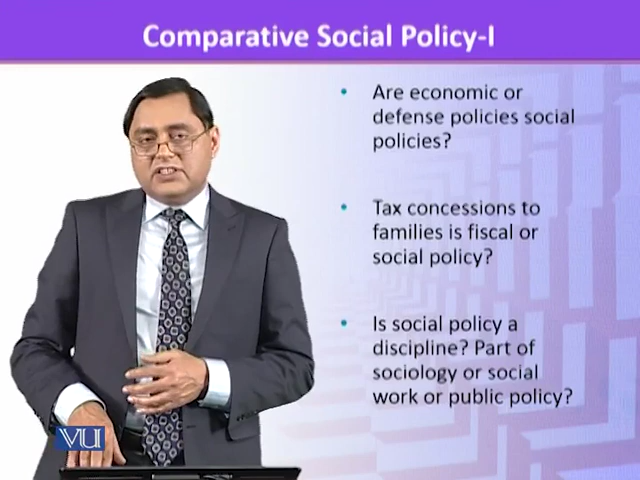 Comparative Social Policy-I
• Are economic or
defense policies social
policies?
• Tax concessions to
families is fiscal or
social policy?
• Is social policy a
discipline? Part of
sociology or social
work or public policy?
VU